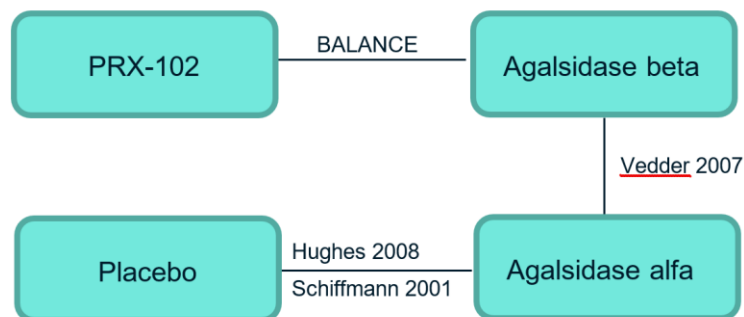 PRX-102
BALANCE
Agalsidase beta
Vedder 2007
Placebo
Hughes 2008
Schiffmann 2001
Agalsidase alfa